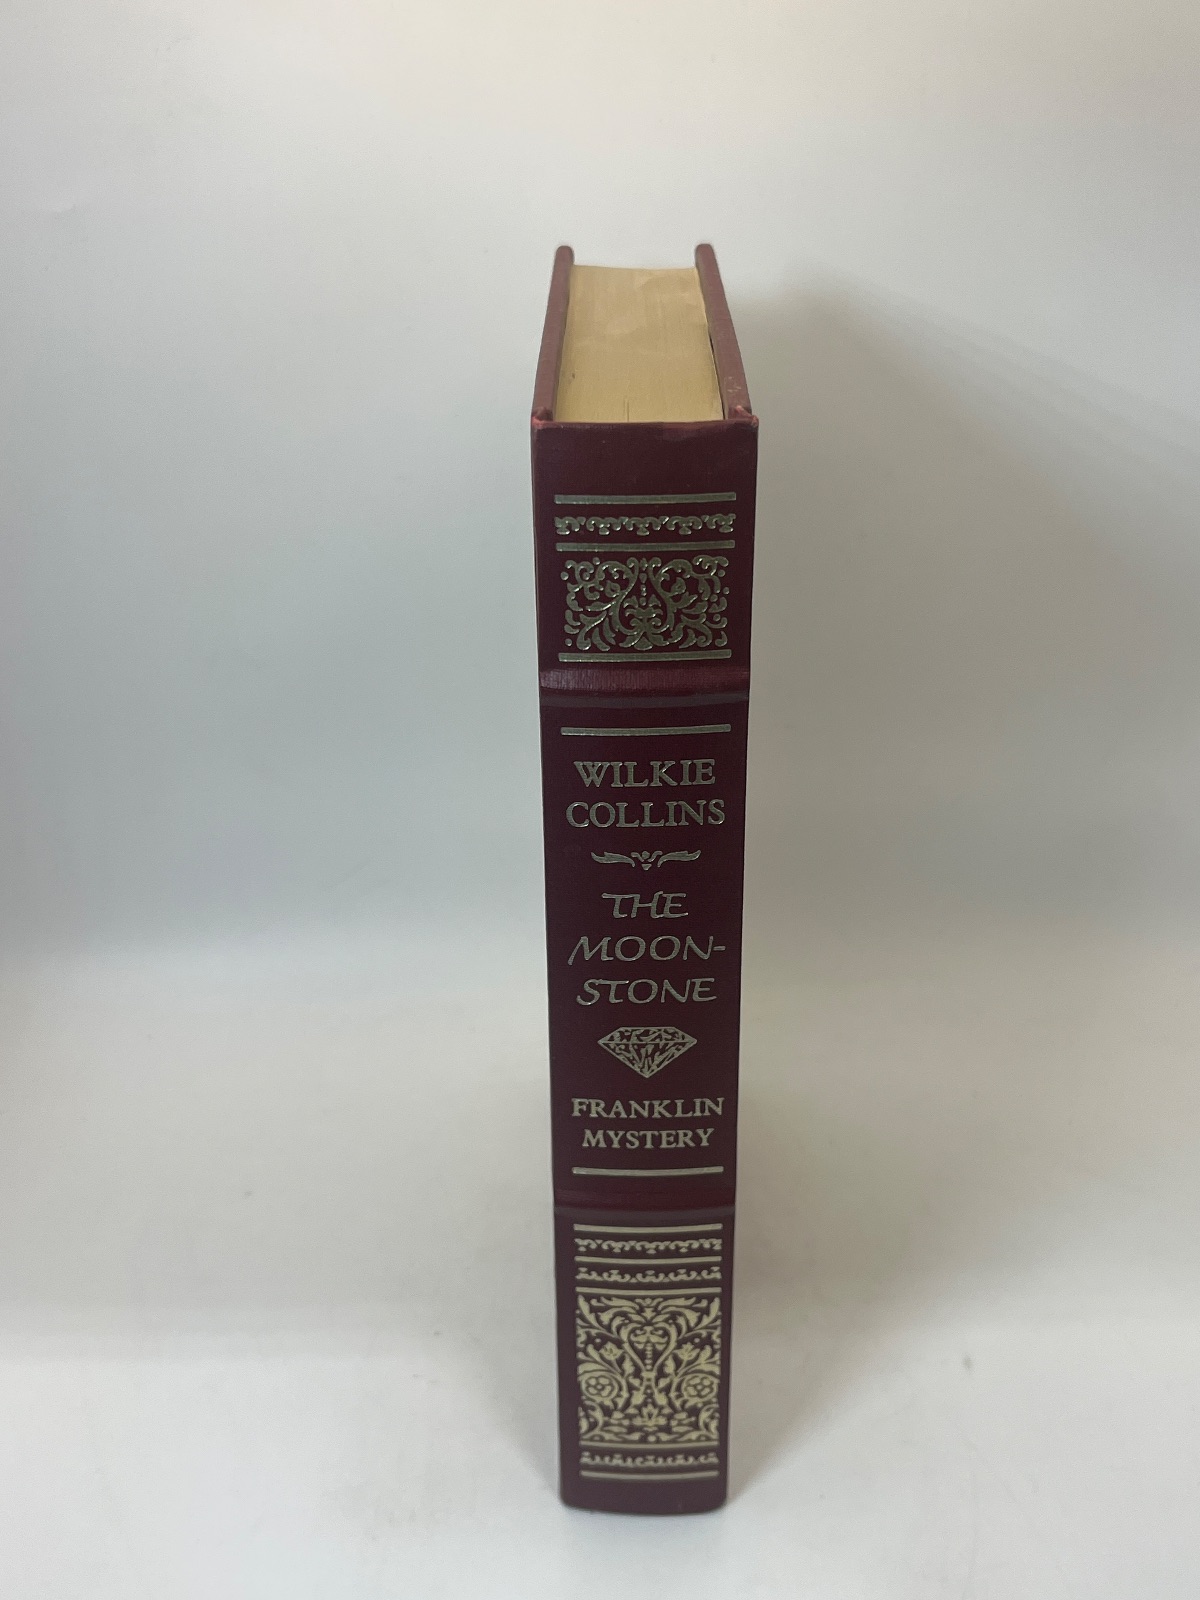 WILKIE
COLLINS
THE
MOON-
STONE
FRANKLIN
MYSTERY